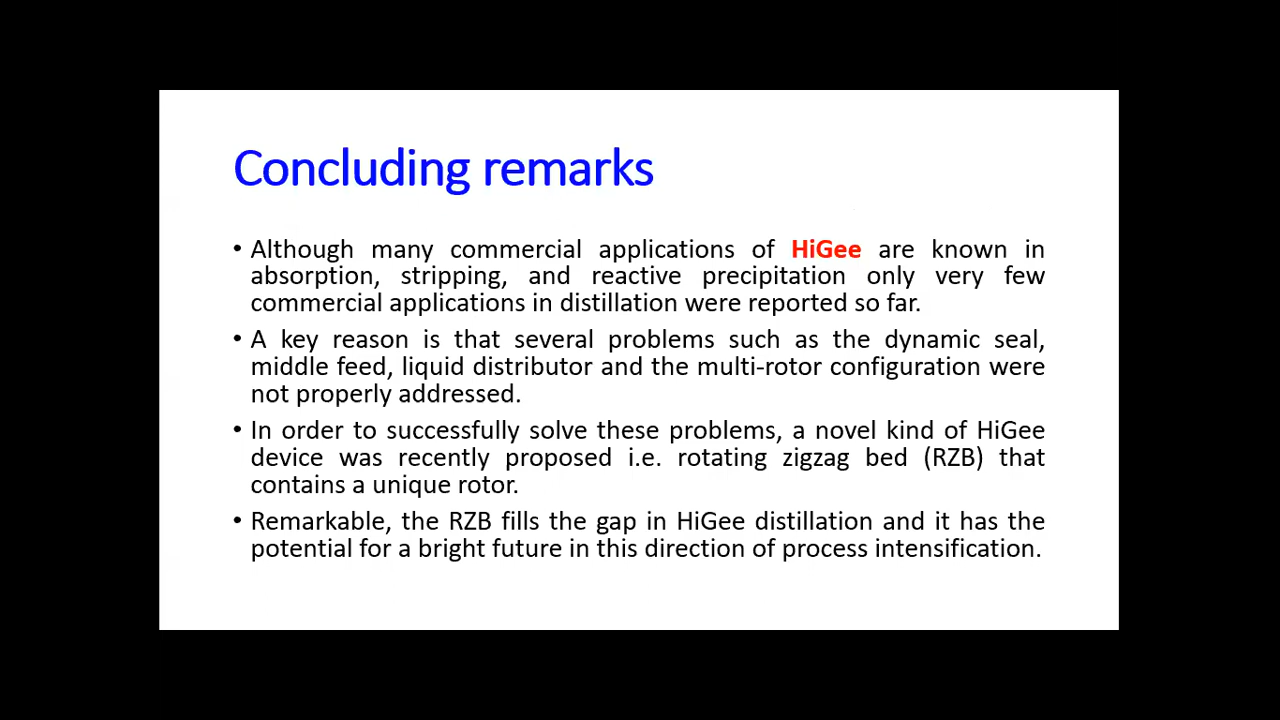 Concluding remarks
• Although many commercial applications of HiGee are known in
absorption, stripping, and reactive precipitation only very few
commercial applications in distillation were reported so far.
• A key reason is that several problems such as the dynamic seal,
middle feed, liquid distributor and the multi-rotor configuration were
not properly addressed.
• In order to successfully solve these problems, a novel kind of HiGee
device was recently proposed i.e. rotating zigzag bed (RZB) that
contains a unique rotor.
• Remarkable, the RZB fills the gap in HiGee distillation and it has the
potential for a bright future in this direction of process intensification.